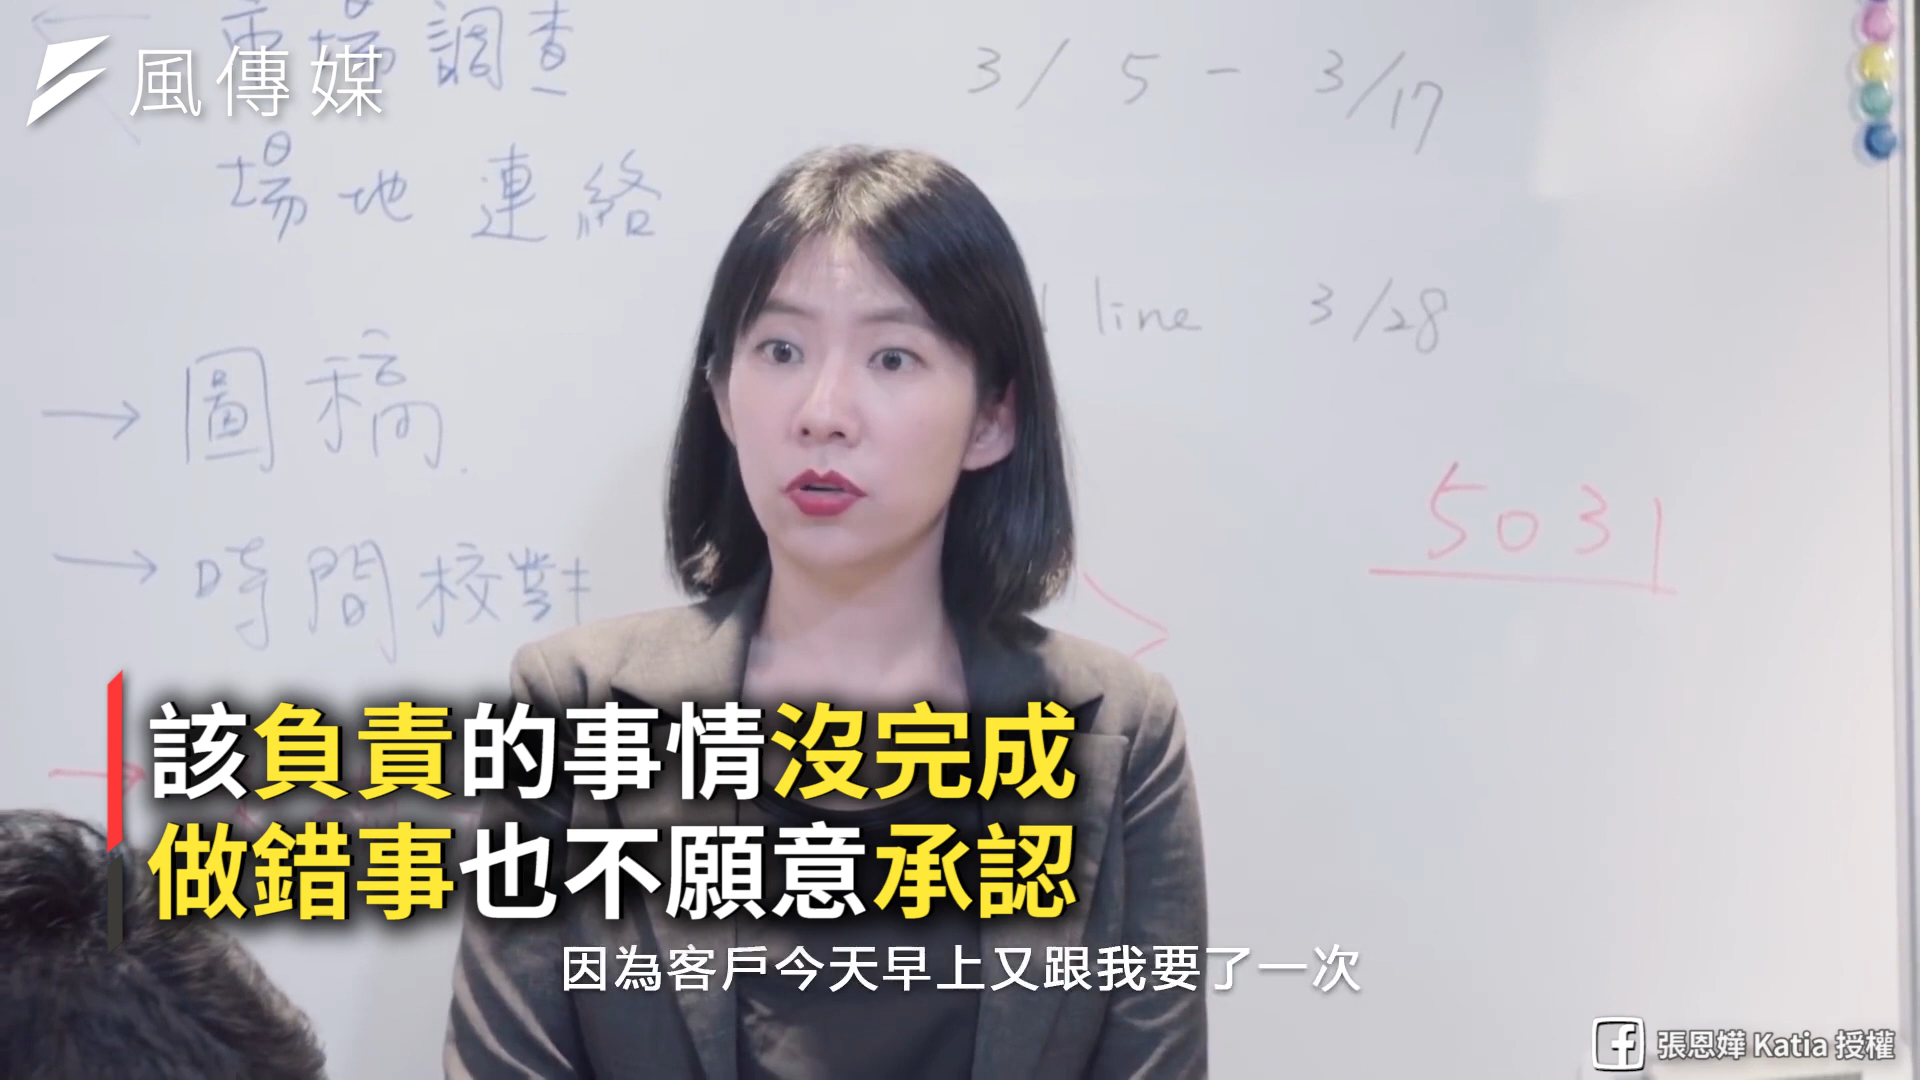 風傳媒
市場調查
3/5-3/17
場地連絡
line 3/28
→ 圖稿
5031
→ 時間校對
該負責的事情沒完成
做錯事也不願意承認
因為客戶今天早上又跟我要了一次
張恩嬅 Katia 授權